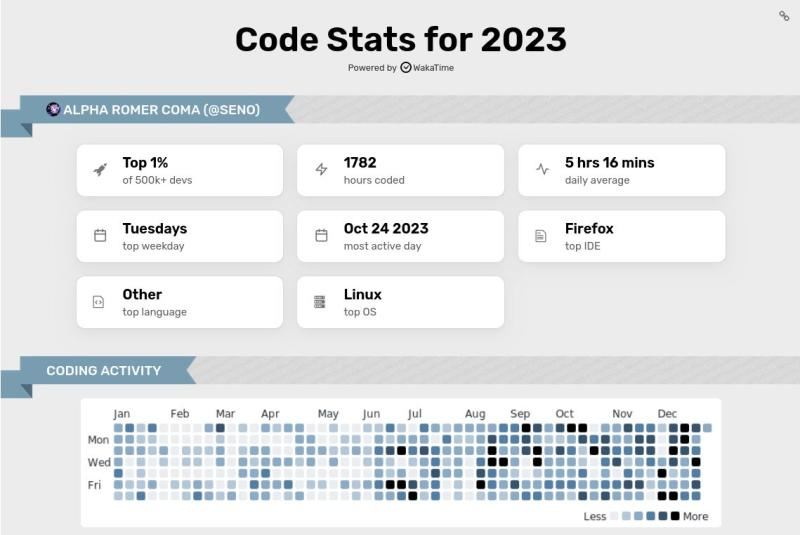 Code Stats for 2023
Powered by WakaTime
ALPHA ROMER COMA (@SENO)
Top 1%
of 500k+ devs
1782
hours coded
5 hrs 16 mins
daily average
Tuesdays
top weekday
Oct 24 2023
most active day
Firefox
top IDE
Other
top language
Linux
top OS
CODING ACTIVITY
Jan Feb Mar Apr May Jun Jul Aug Sep Oct Nov Dec
Mon
Wed
Fri
Less More